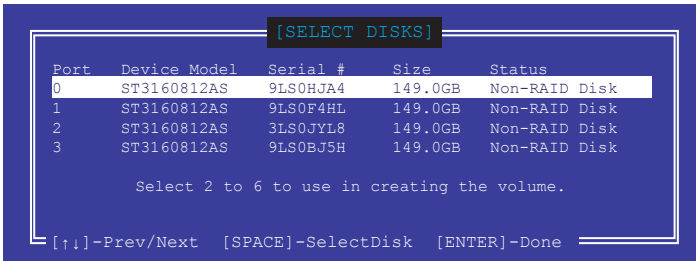 [SELECT DISKS]
Port Device Model Serial # Size Status
0 ST3160812AS 9LS0HJA4 149.0GB Non-RAID Disk
1 ST3160812AS 9LS0F4HL 149.0GB Non-RAID Disk
2 ST3160812AS 3LS0JYL8 149.0GB Non-RAID Disk
3 ST3160812AS 9LS0BJ5H 149.0GB Non-RAID Disk
Select 2 to 6 to use in creating the volume.
[↑↓]-Prev/Next [SPACE]-SelectDisk [ENTER]-Done